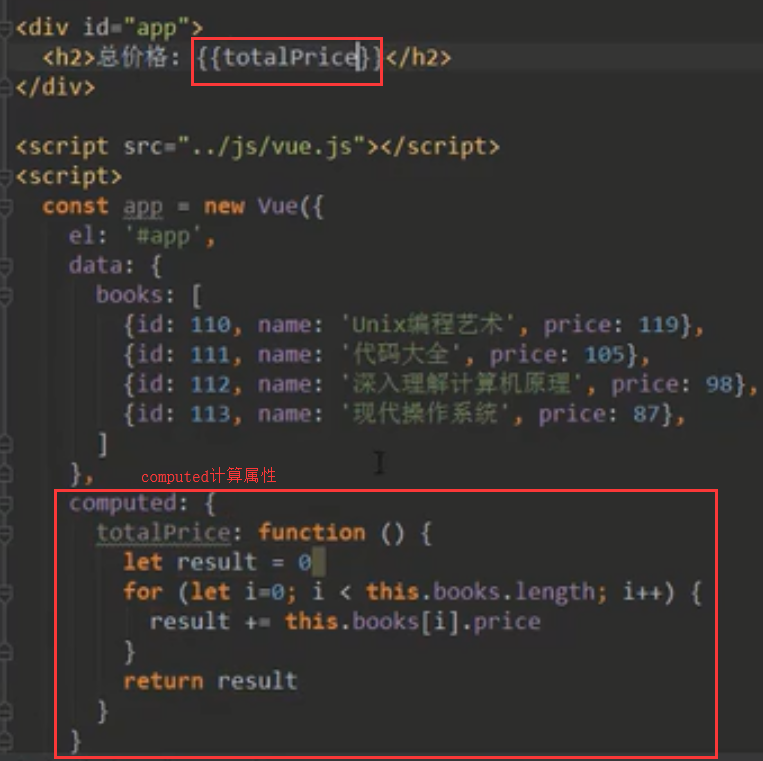 <div id="app">
<h2>总价格: {{totalPrice}}</h2>
</div>
<script src="../js/vue.js"></script>
<script>
const app = new Vue({
el: '#app',
data: {
books: [
{id: 110, name: 'Unix编程艺术', price: 119},
{id: 111, name: '代码大全', price: 105},
{id: 112, name: '深入理解计算机原理', price: 98},
{id: 113, name: '现代操作系统', price: 87},
]
},
computed计算属性
computed: {
totalPrice: function () {
let result = 0
for (let i=0; i < this.books.length; i++) {
result += this.books[i].price
}
return result
}
}